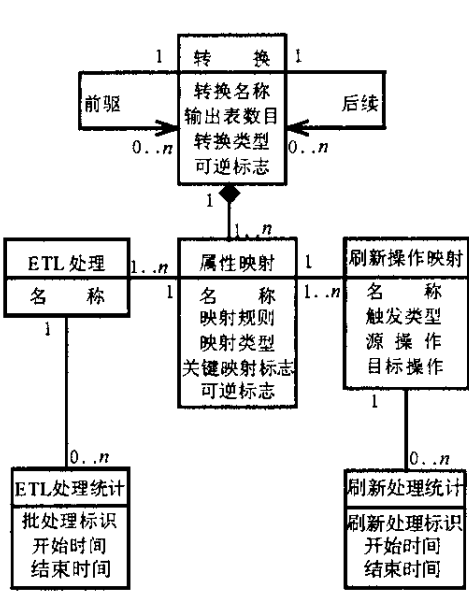 1 转 换 1
前驱 转换名称 后续
输出表数目
0..n 转换类型 0..n
可逆标志
1
1..n
ETL 处理 1..n 属性映射 1 刷新操作映射
名 称 1 名 称 1..n 名 称
映射规则 触发类型
1 映射类型 源 操 作
关键映射标志 目标操作
可逆标志 1
0..n 0..n
ETL处理统计 刷新处理统计
批处理标识 刷新处理标识
开始时间 开始时间
结束时间 结束时间